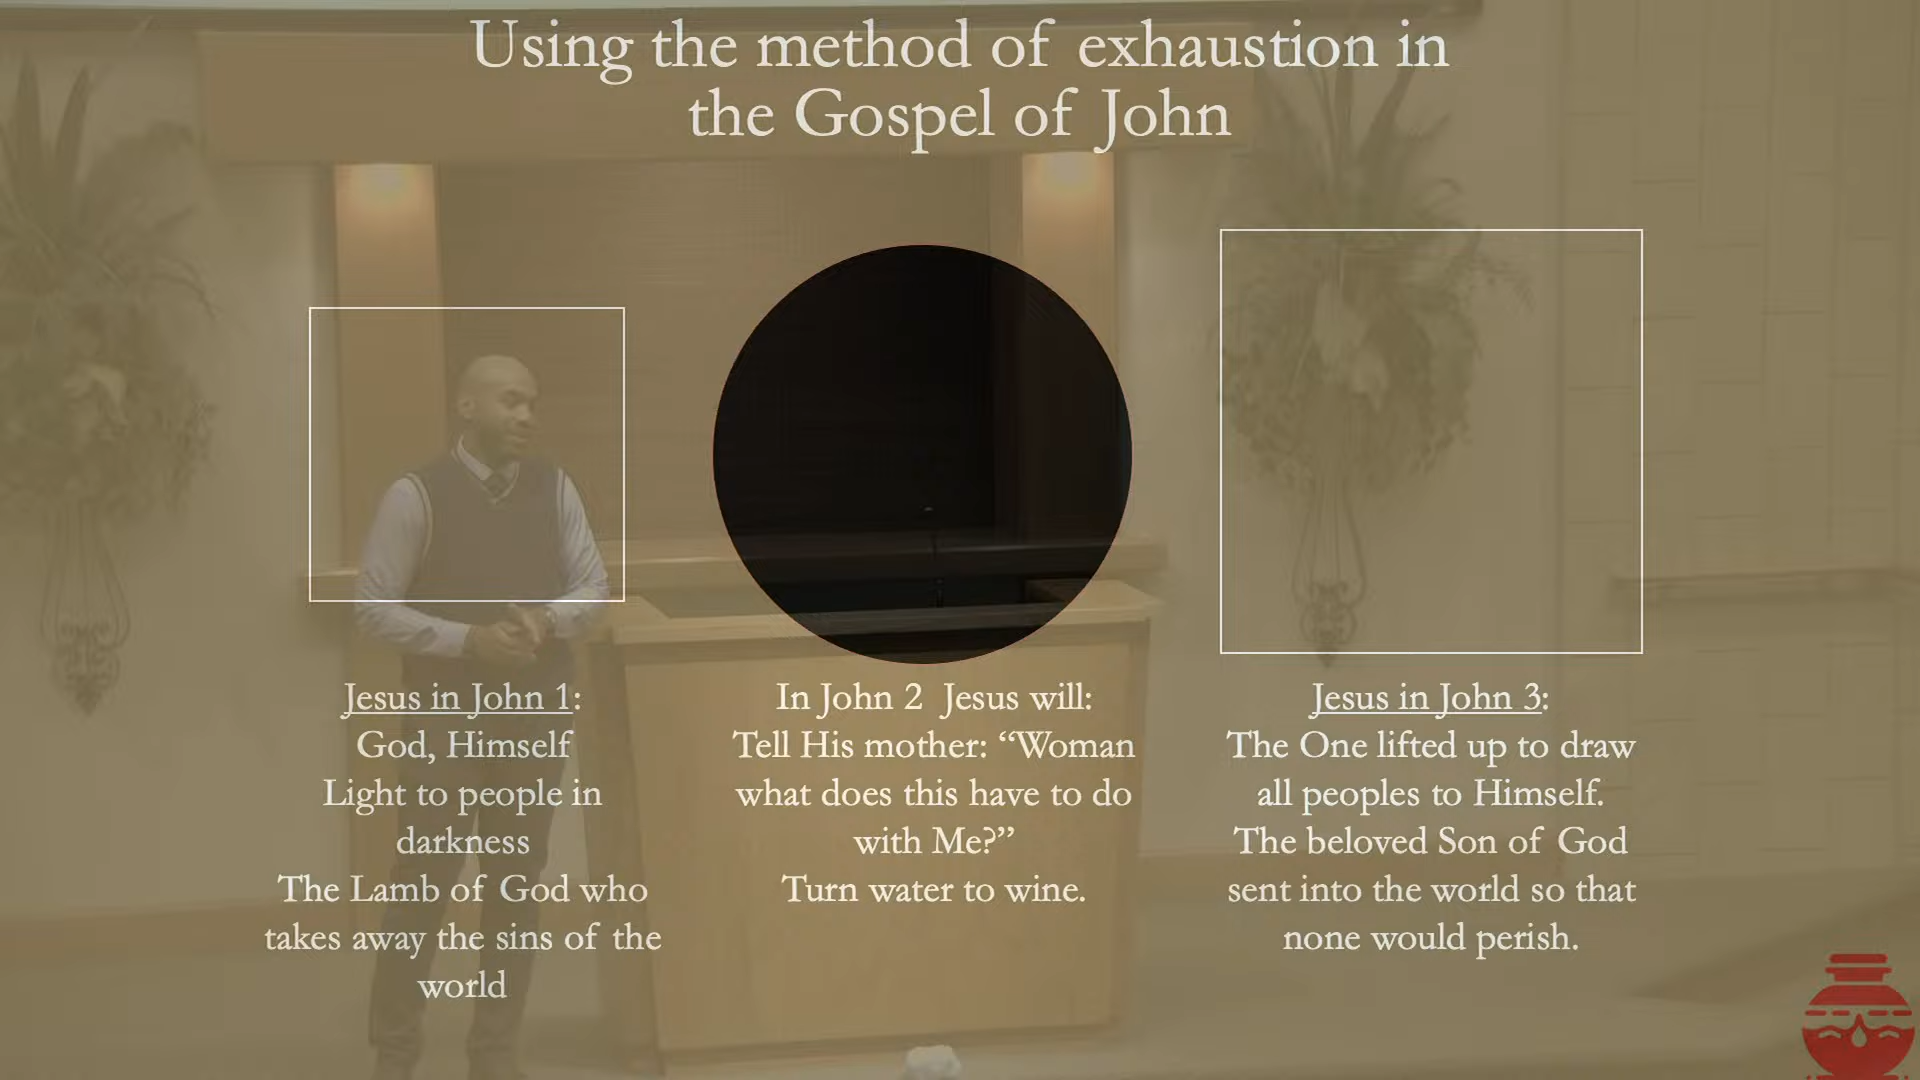 Using the method of exhaustion in
the Gospel of John
Jesus in John 1:
God, Himself
Light to people in
darkness
The Lamb of God who
takes away the sins of the
world
In John 2 Jesus will:
Tell His mother: “Woman
what does this have to do
with Me?”
Turn water to wine.
Jesus in John 3:
The One lifted up to draw
all peoples to Himself.
The beloved Son of God
sent into the world so that
none would perish.